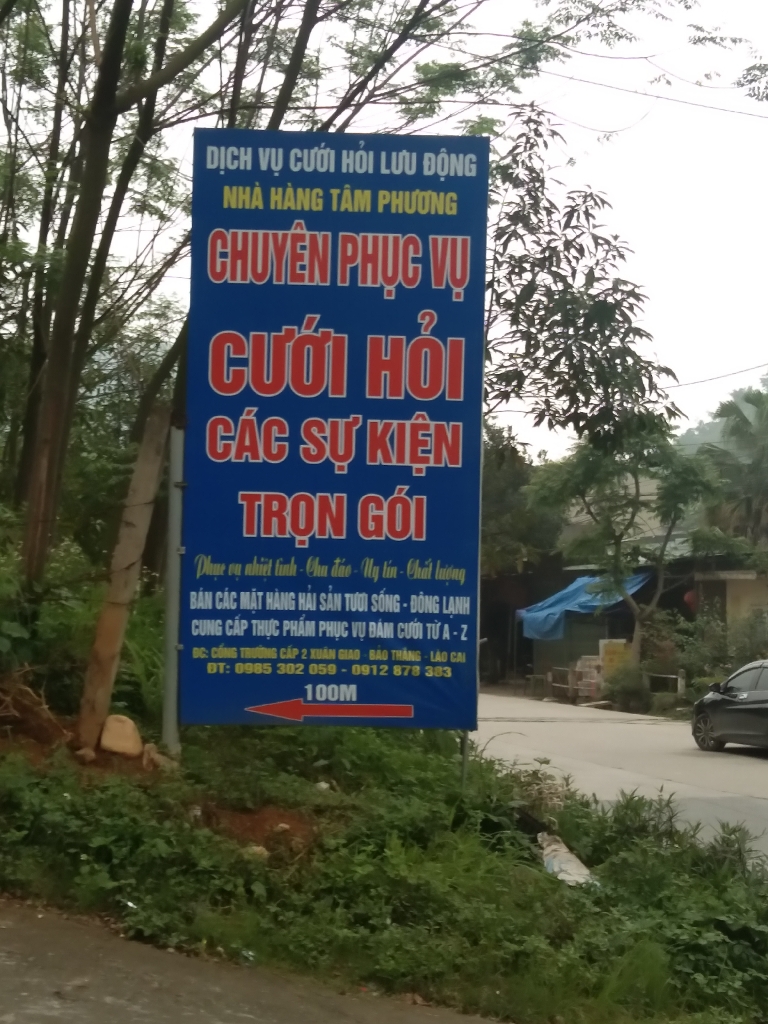 DỊCH VỤ CƯỚI HỎI LƯU ĐỘNG
NHÀ HÀNG TÂM PHƯƠNG
CHUYÊN PHỤC VỤ
CƯỚI HỎI
CÁC SỰ KIỆN
TRỌN GÓI
Phục vụ nhiệt tình - Chu đáo - Uy tín - Chất lượng
BÁN CÁC MẶT HÀNG HẢI SẢN TƯƠI SỐNG - ĐÔNG LẠNH
CUNG CẤP THỰC PHẨM PHỤC VỤ ĐÁM CƯỚI TỪ A - Z
ĐC: CỔNG TRƯỜNG CẤP 2 XUÂN GIAO - BẢO THẮNG - LÀO CAI
ĐT: 0985 302 059 - 0912 878 383
100M